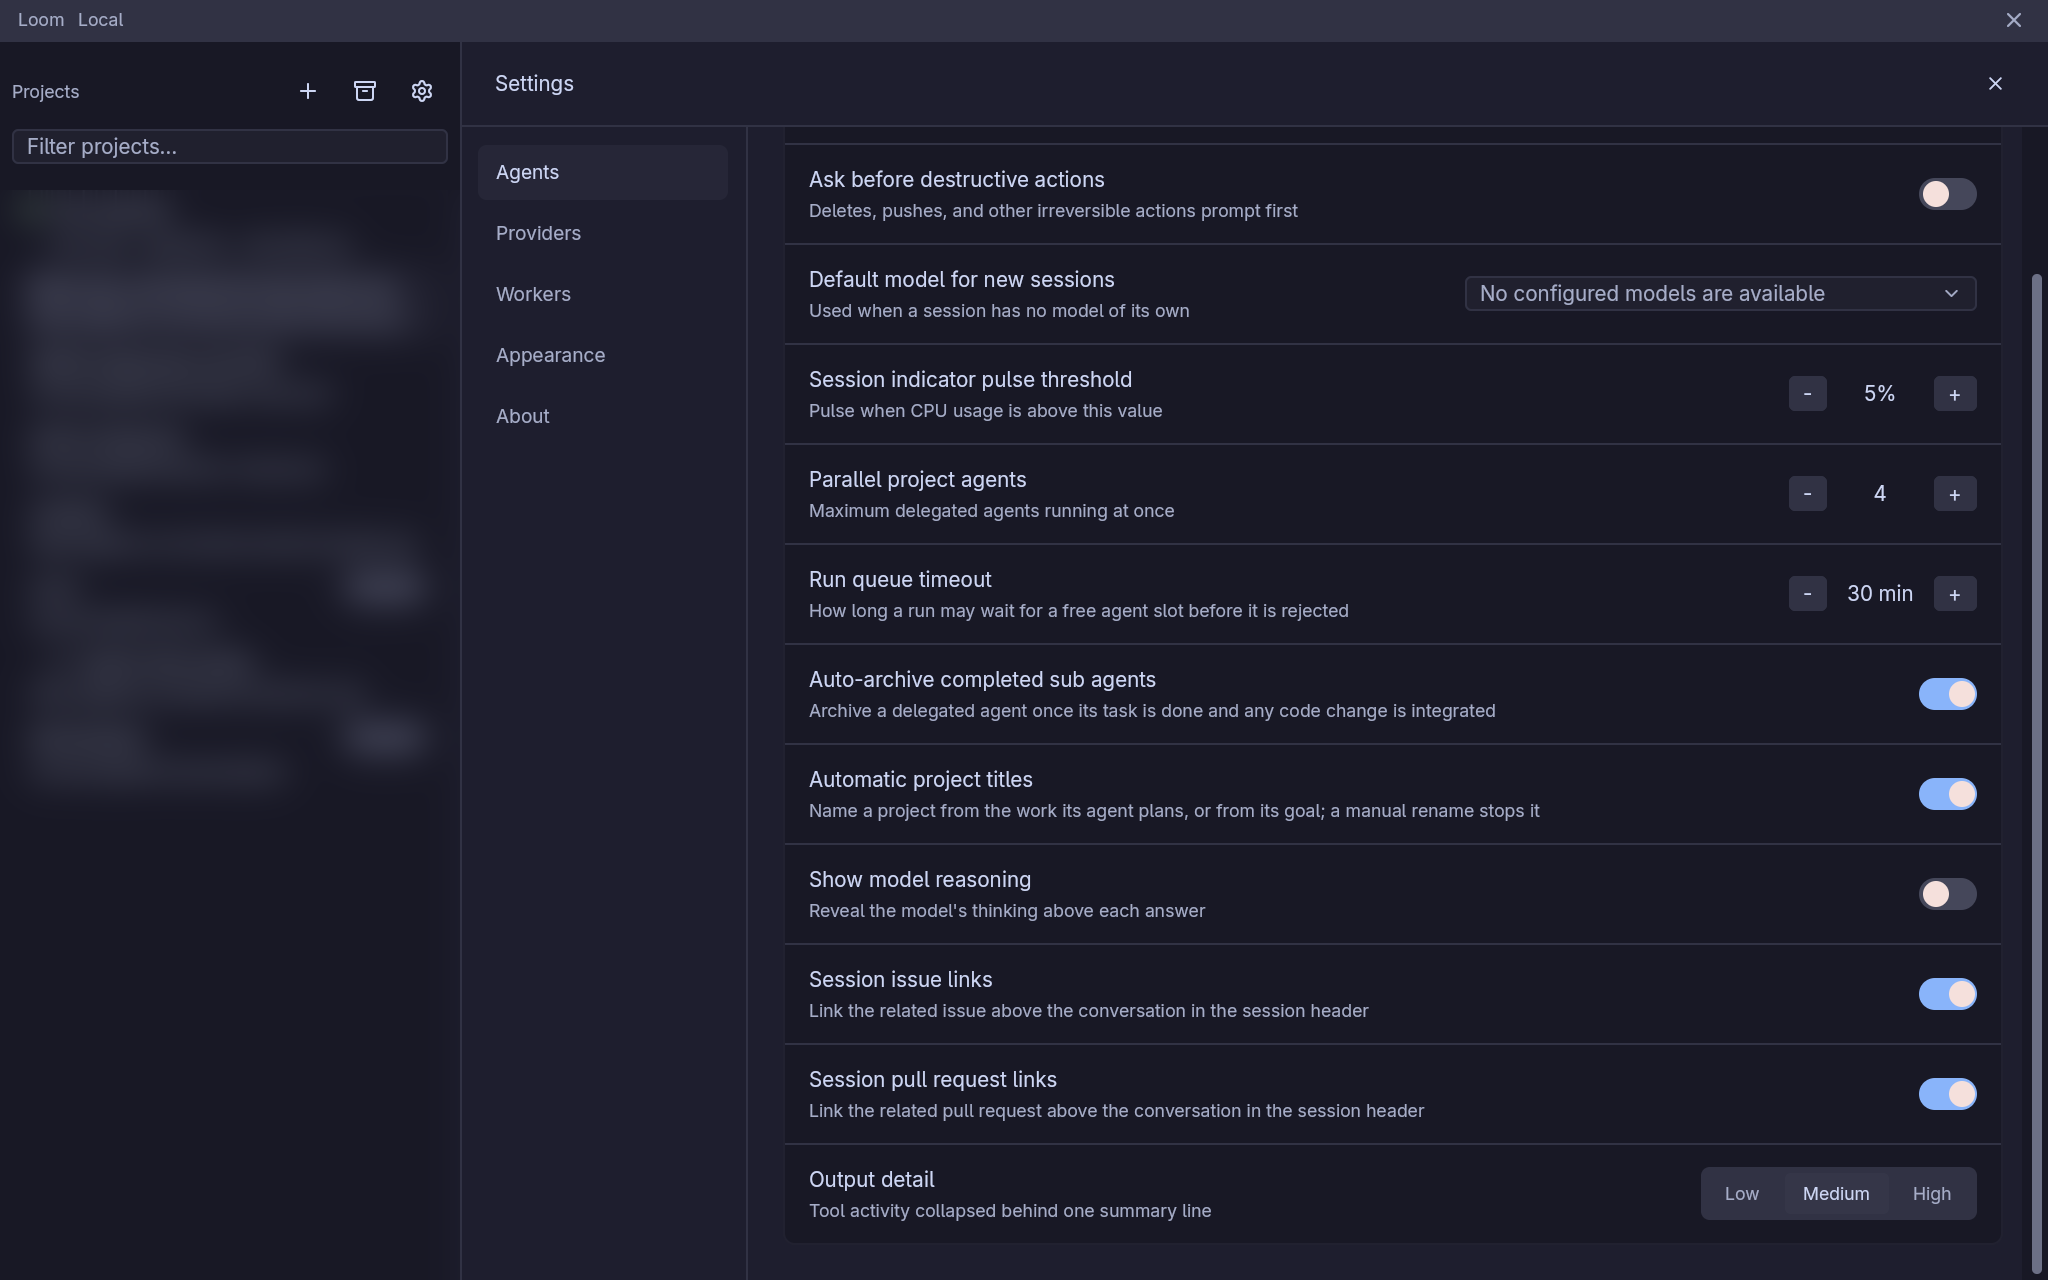 Loom Local
Projects
Filter projects...
Settings
Agents
Providers
Workers
Appearance
About
Ask before destructive actions
Deletes, pushes, and other irreversible actions prompt first
Default model for new sessions
Used when a session has no model of its own
No configured models are available
Session indicator pulse threshold
Pulse when CPU usage is above this value
- 5% +
Parallel project agents
Maximum delegated agents running at once
- 4 +
Run queue timeout
How long a run may wait for a free agent slot before it is rejected
- 30 min +
Auto-archive completed sub agents
Archive a delegated agent once its task is done and any code change is integrated
Automatic project titles
Name a project from the work its agent plans, or from its goal; a manual rename stops it
Show model reasoning
Reveal the model's thinking above each answer
Session issue links
Link the related issue above the conversation in the session header
Session pull request links
Link the related pull request above the conversation in the session header
Output detail
Tool activity collapsed behind one summary line
Low Medium High